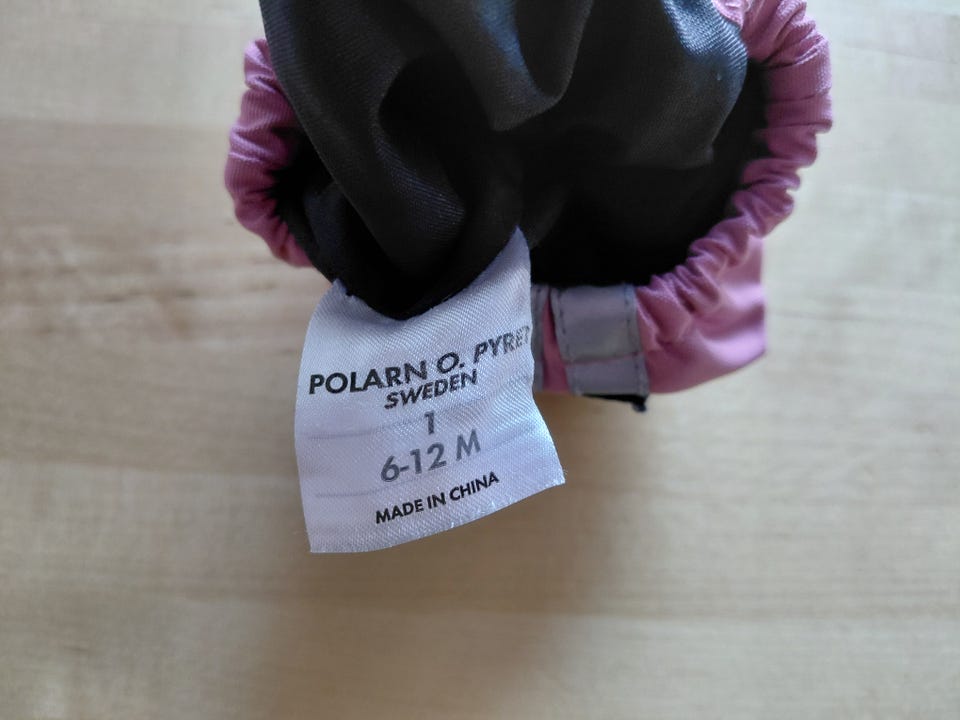 POLARN O. PYRET
SWEDEN
1
6-12 M
MADE IN CHINA